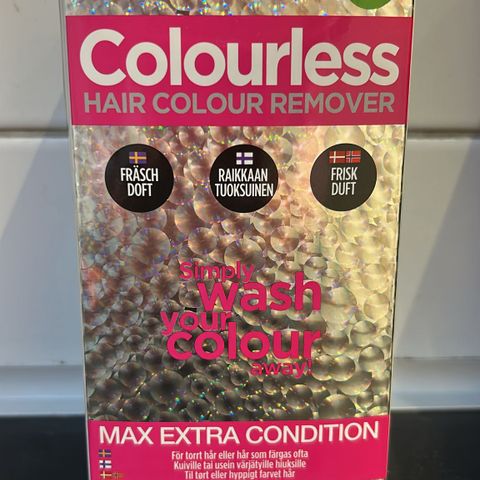 Colourless
HAIR COLOUR REMOVER
FRÄSCH
DOFT
RAIKKAAN
TUOKSUINEN
FRISK
DUFT
Simply
wash
your
colour
away!
MAX EXTRA CONDITION
För torrt hår eller hår som färgas ofta
Kuiville tai usein värjätyille hiuksille
Til tørt eller hyppigt farvet hår